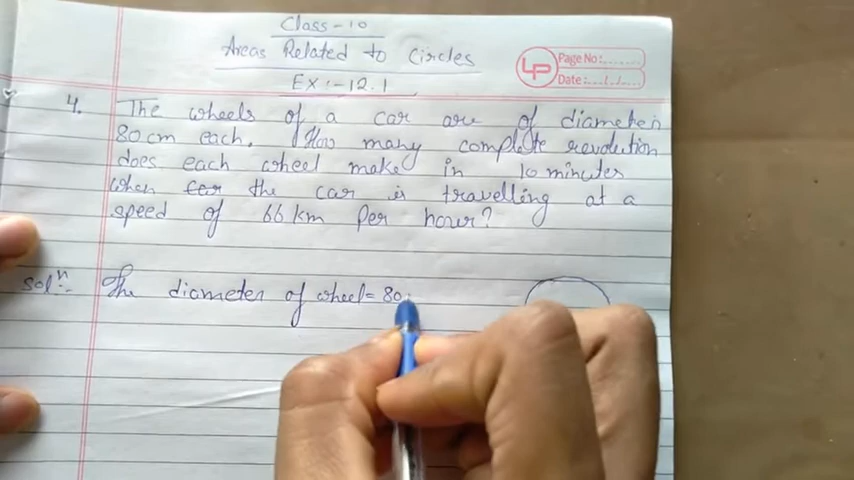 Class-10
Areas Related to Circles
Ex:-12.1
LP
Page No:.......
Date:..../..../....
4. The wheels of a car are of diameter
80 cm each. How many complete revolution
does each wheel make in 10 minutes
when car the car is travelling at a
speed of 66 km per hour?
Solⁿ:- The diameter of wheel= 80